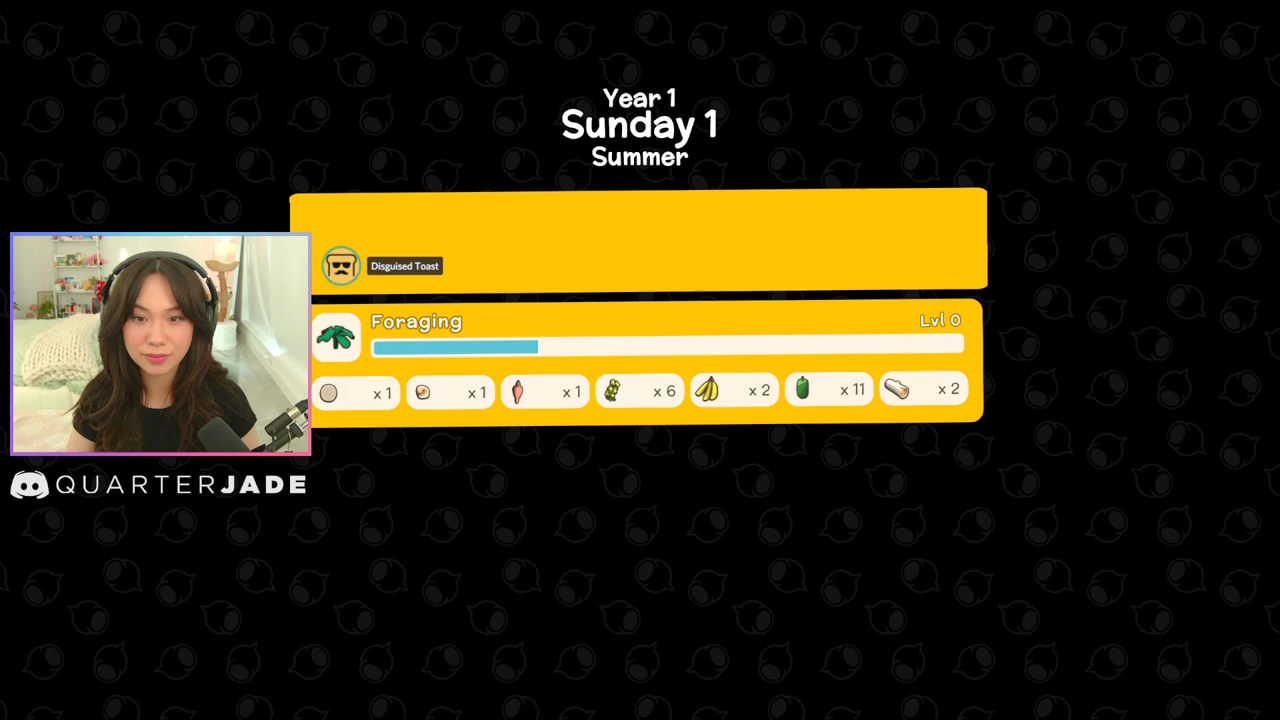 Year 1
Sunday 1
Summer
Disguised Toast
Foraging
Lvl 0
x 1
x 1
x 1
x 6
x 2
x 11
x 2
QUARTERJADE